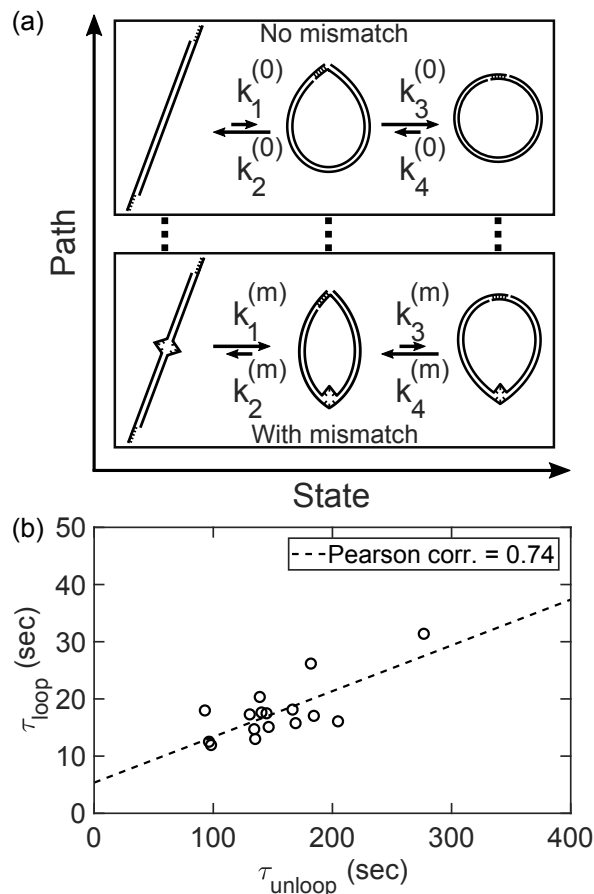 (a)
No mismatch
k₁⁽⁰⁾
k₂⁽⁰⁾
k₃⁽⁰⁾
k₄⁽⁰⁾
Path
k₁⁽ᵐ⁾
k₂⁽ᵐ⁾
k₃⁽ᵐ⁾
k₄⁽ᵐ⁾
With mismatch
State
(b)
Pearson corr. = 0.74
50
40
30
20
10
0
τloop (sec)
0 100 200 300 400
τunloop (sec)